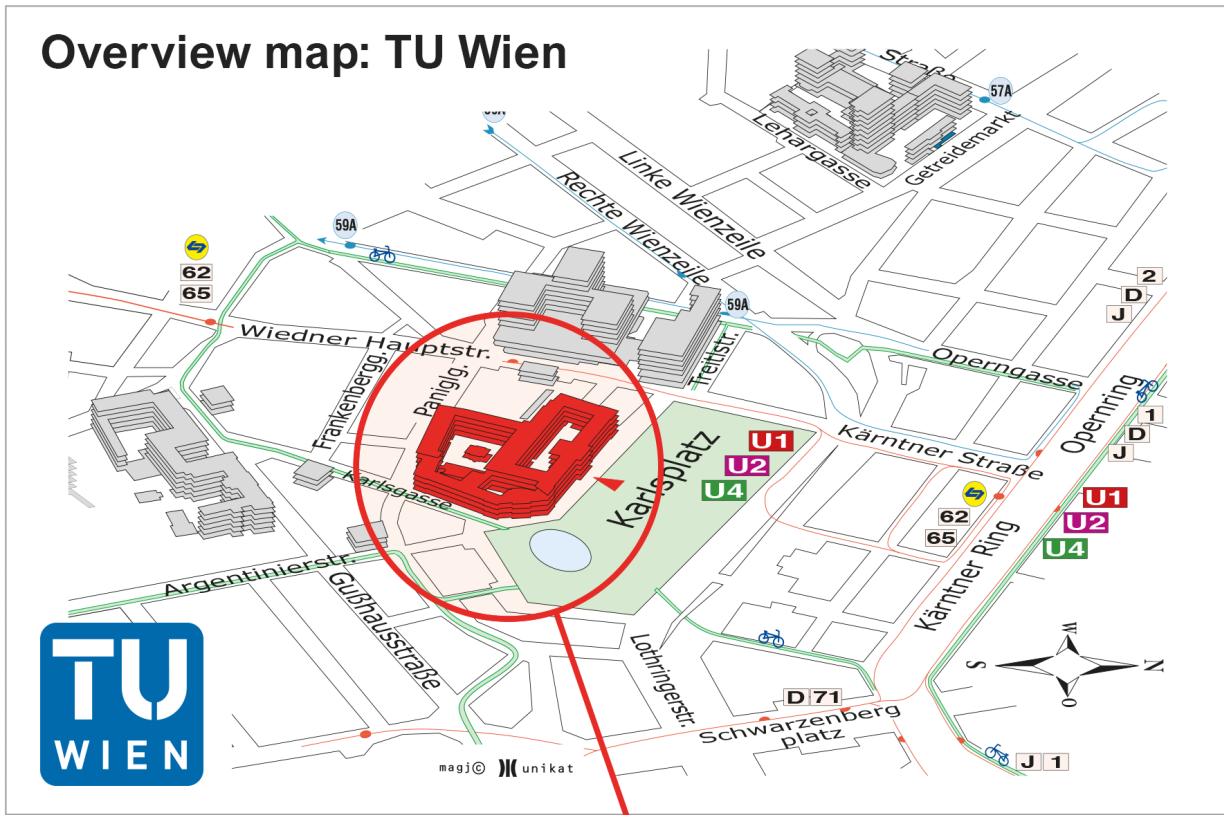 Overview map: TU Wien
Straße
57A
Lehargasse
Getreidemarkt
Linke Wienzeile
Rechte Wienzeile
59A
62
65
59A
2
D
J
Wiedner Hauptstr.
Treitlstr.
Operngasse
Frankenbergg.
Paniglg.
Opernring
1
D
J
Kärntner Straße
Karlsplatz
U1
U2
U4
62
65
U1
U2
U4
Karlsgasse
Kärntner Ring
Argentinierstr.
Gußhausstraße
Lothringerstr.
W
S
N
O
D 71
Schwarzenberg
platz
J 1
TU
WIEN
magj© unikat